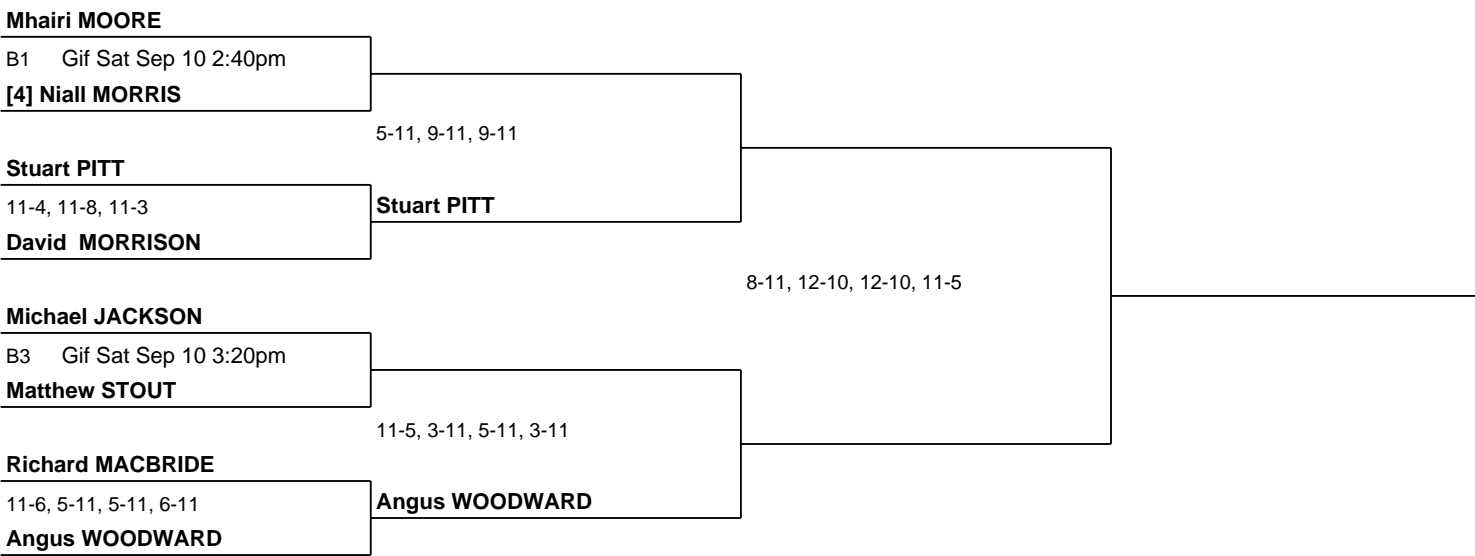 Mhairi MOORE
B1 Gif Sat Sep 10 2:40pm
[4] Niall MORRIS
5-11, 9-11, 9-11
Stuart PITT
11-4, 11-8, 11-3
Stuart PITT
David MORRISON
8-11, 12-10, 12-10, 11-5
Michael JACKSON
B3 Gif Sat Sep 10 3:20pm
Matthew STOUT
11-5, 3-11, 5-11, 3-11
Richard MACBRIDE
11-6, 5-11, 5-11, 6-11
Angus WOODWARD
Angus WOODWARD